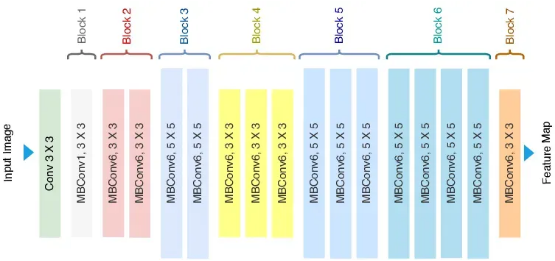 Block 1
Block 2
Block 3
Block 4
Block 5
Block 6
Block 7
Input Image
Conv 3 X 3
MBConv1, 3 X 3
MBConv6, 3 X 3
MBConv6, 3 X 3
MBConv6, 5 X 5
MBConv6, 5 X 5
MBConv6, 3 X 3
MBConv6, 3 X 3
MBConv6, 3 X 3
MBConv6, 5 X 5
MBConv6, 5 X 5
MBConv6, 5 X 5
MBConv6, 5 X 5
MBConv6, 5 X 5
MBConv6, 5 X 5
MBConv6, 5 X 5
MBConv6, 3 X 3
Feature Map